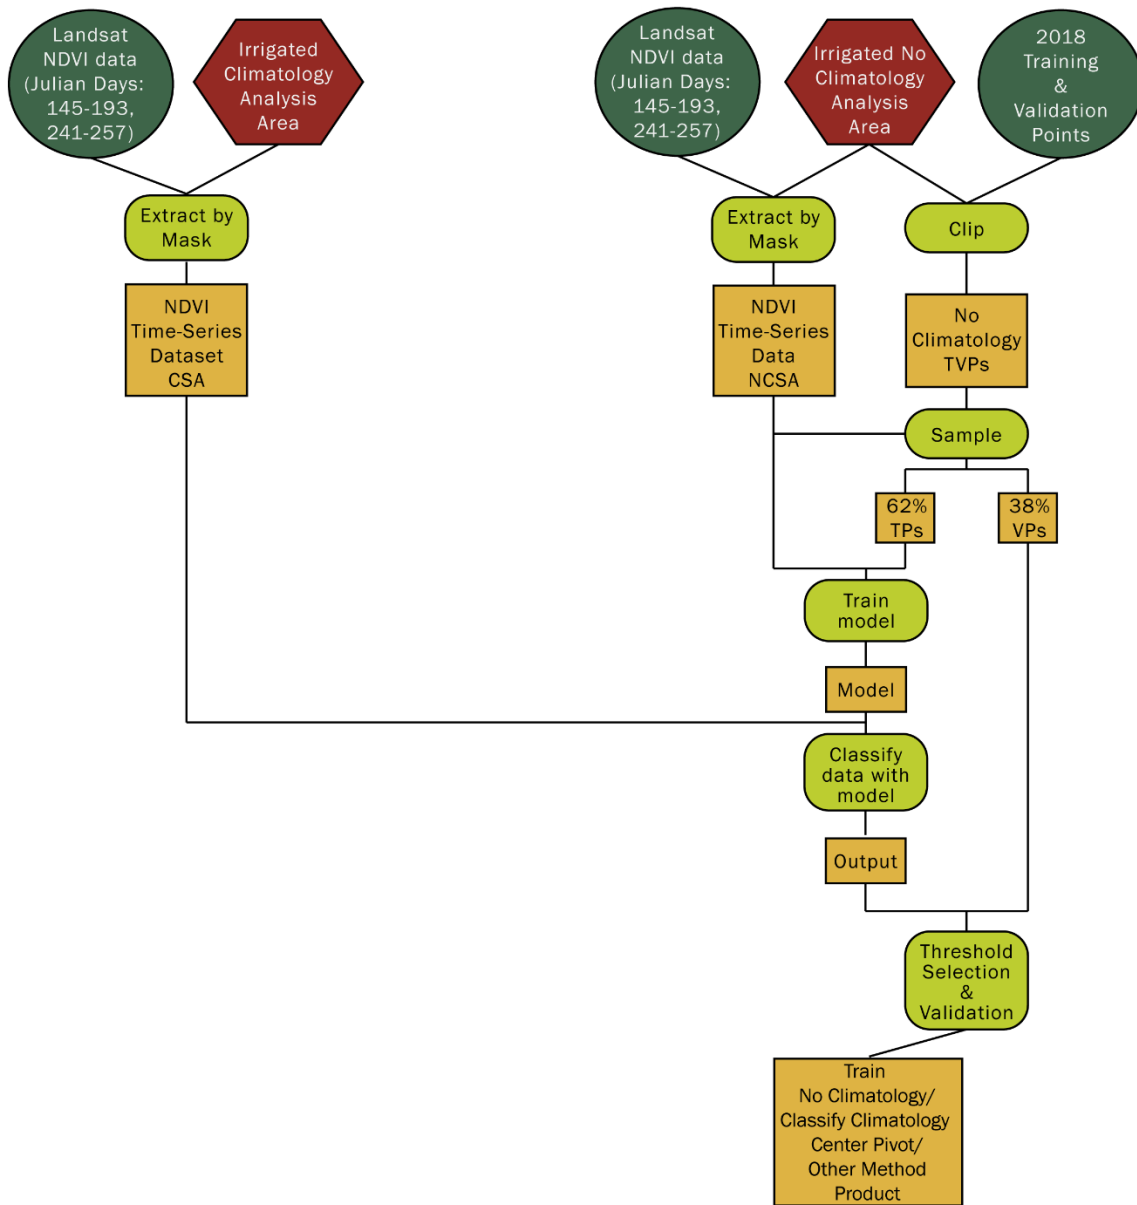 Landsat
NDVI data
(Julian Days:
145-193,
241-257)
Irrigated
Climatology
Analysis
Area
Landsat
NDVI data
(Julian Days:
145-193,
241-257)
Irrigated No
Climatology
Analysis
Area
2018
Training
&
Validation
Points
Extract by
Mask
Extract by
Mask
Clip
NDVI
Time-Series
Dataset
CSA
NDVI
Time-Series
Data
NCSA
No
Climatology
TVPs
Sample
62%
TPs
38%
VPs
Train
model
Model
Classify
data with
model
Output
Threshold
Selection
&
Validation
Train
No Climatology/
Classify Climatology
Center Pivot/
Other Method
Product